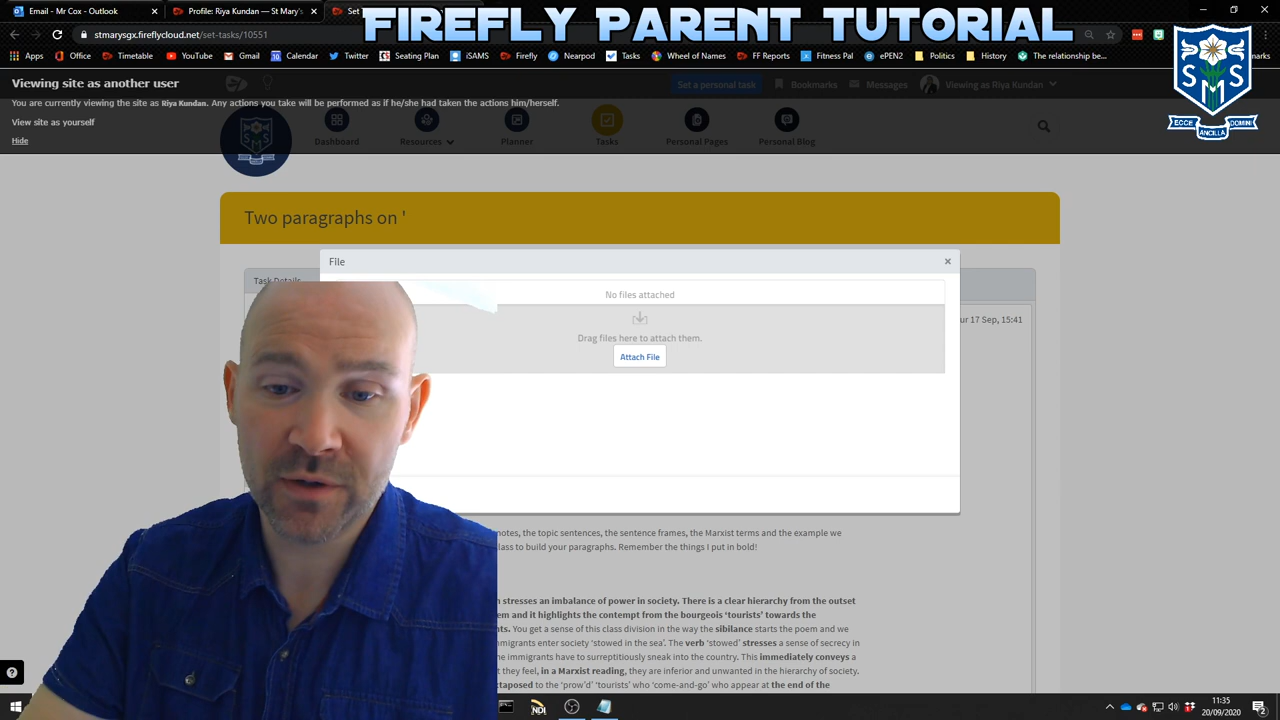 FIREFLY PARENT TUTORIAL
Email - Mr Cox - Outlook
Profile: Mr Cox — St Mary's
stmarysgx.fireflycloud.net/set-tasks/10551
Apps
Office
Timetable
YouTube
Gmail
Calendar
Twitter
Seating Plan
iSAMS
Firefly
Nearpod
Tasks
Wheel of Names
FF Reports
Fitness Pal
ePEN2
Politics
History
The relationship be...
Viewing site as another user
You are currently viewing the site as Riya Kundan. Any actions you take will be performed as if he/she had taken the actions him/herself.
View site as yourself
Hide
Set a personal task
Bookmarks
Messages
Viewing as Riya Kundan
Dashboard
Resources
Planner
Tasks
Personal Pages
Personal Blog
S M S
ECCE ANCILLA DOMINI
Two paragraphs on '
File
×
Task Details
No files attached
ur 17 Sep, 15:41
Drag files here to attach them.
Attach File
notes, the topic sentences, the sentence frames, the Marxist terms and the example we
lass to build your paragraphs. Remember the things I put in bold!
n stresses an imbalance of power in society. There is a clear hierarchy from the outset
em and it highlights the contempt from the bourgeois ‘tourists’ towards the
nts. You get a sense of this class division in the way the sibilance starts the poem and we
mmigrants enter society ‘stowed in the sea’. The verb ‘stowed’ stresses a sense of secrecy in
he immigrants have to surreptitiously sneak into the country. This immediately conveys a
t they feel, in a Marxist reading, they are inferior and unwanted in the hierarchy of society.
xtaposed to the ‘prow’d’ ‘tourists’ who ‘come-and-go’ who appear at the end of the
11:35
20/09/2020